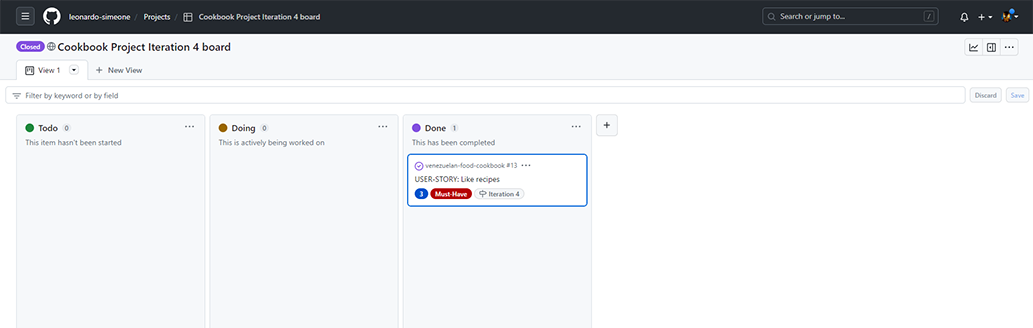 leonardo-simeone / Projects / Cookbook Project Iteration 4 board
Search or jump to... /
Closed Cookbook Project Iteration 4 board
View 1 + New View
Filter by keyword or by field
Discard Save
Todo 0
This item hasn't been started
Doing 0
This is actively being worked on
Done 1
This has been completed
venezuelan-food-cookbook #13 ...
USER-STORY: Like recipes
3 Must-Have Iteration 4